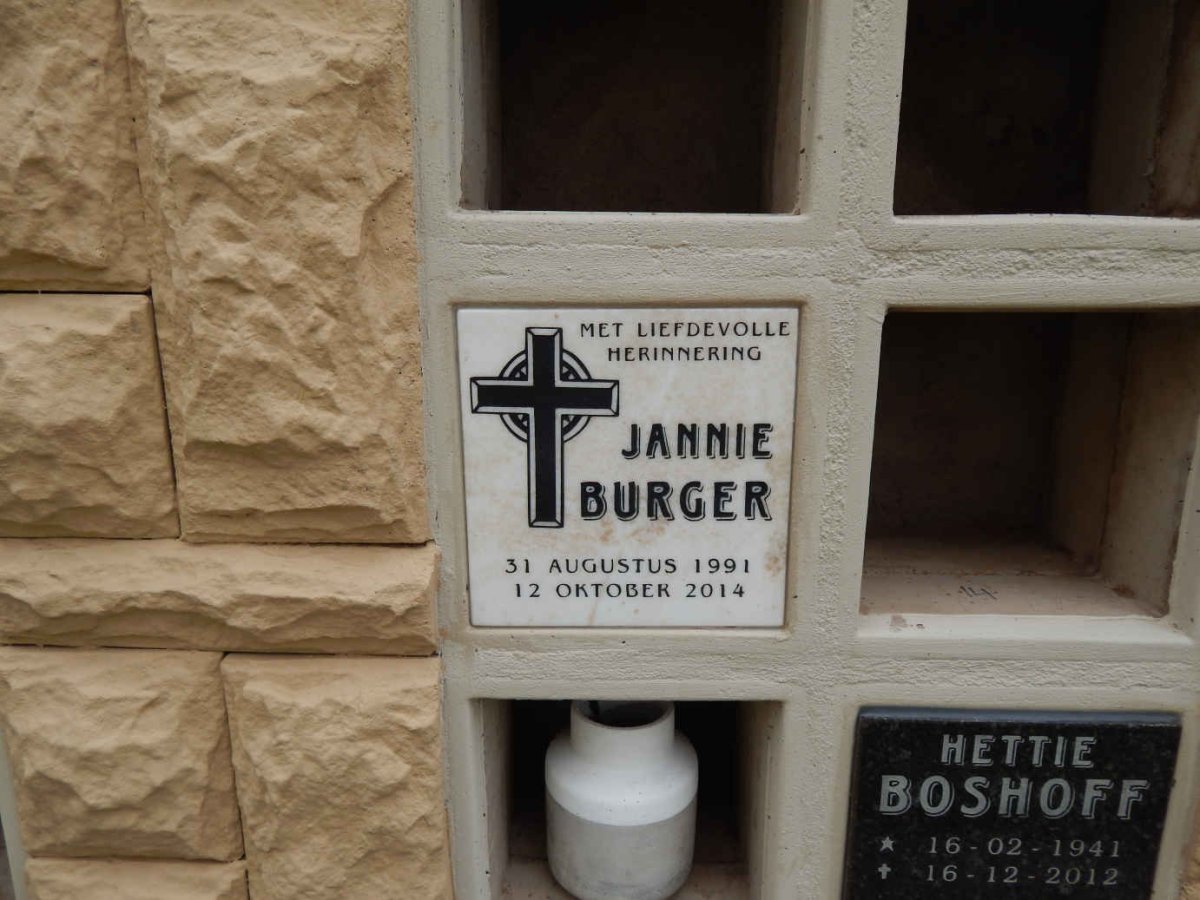 MET LIEFDEVOLLE
HERINNERING
JANNIE
BURGER
31 AUGUSTUS 1991
12 OKTOBER 2014
HETTIE
BOSHOFF
★ 16-02-1941
✝ 16-12-2012